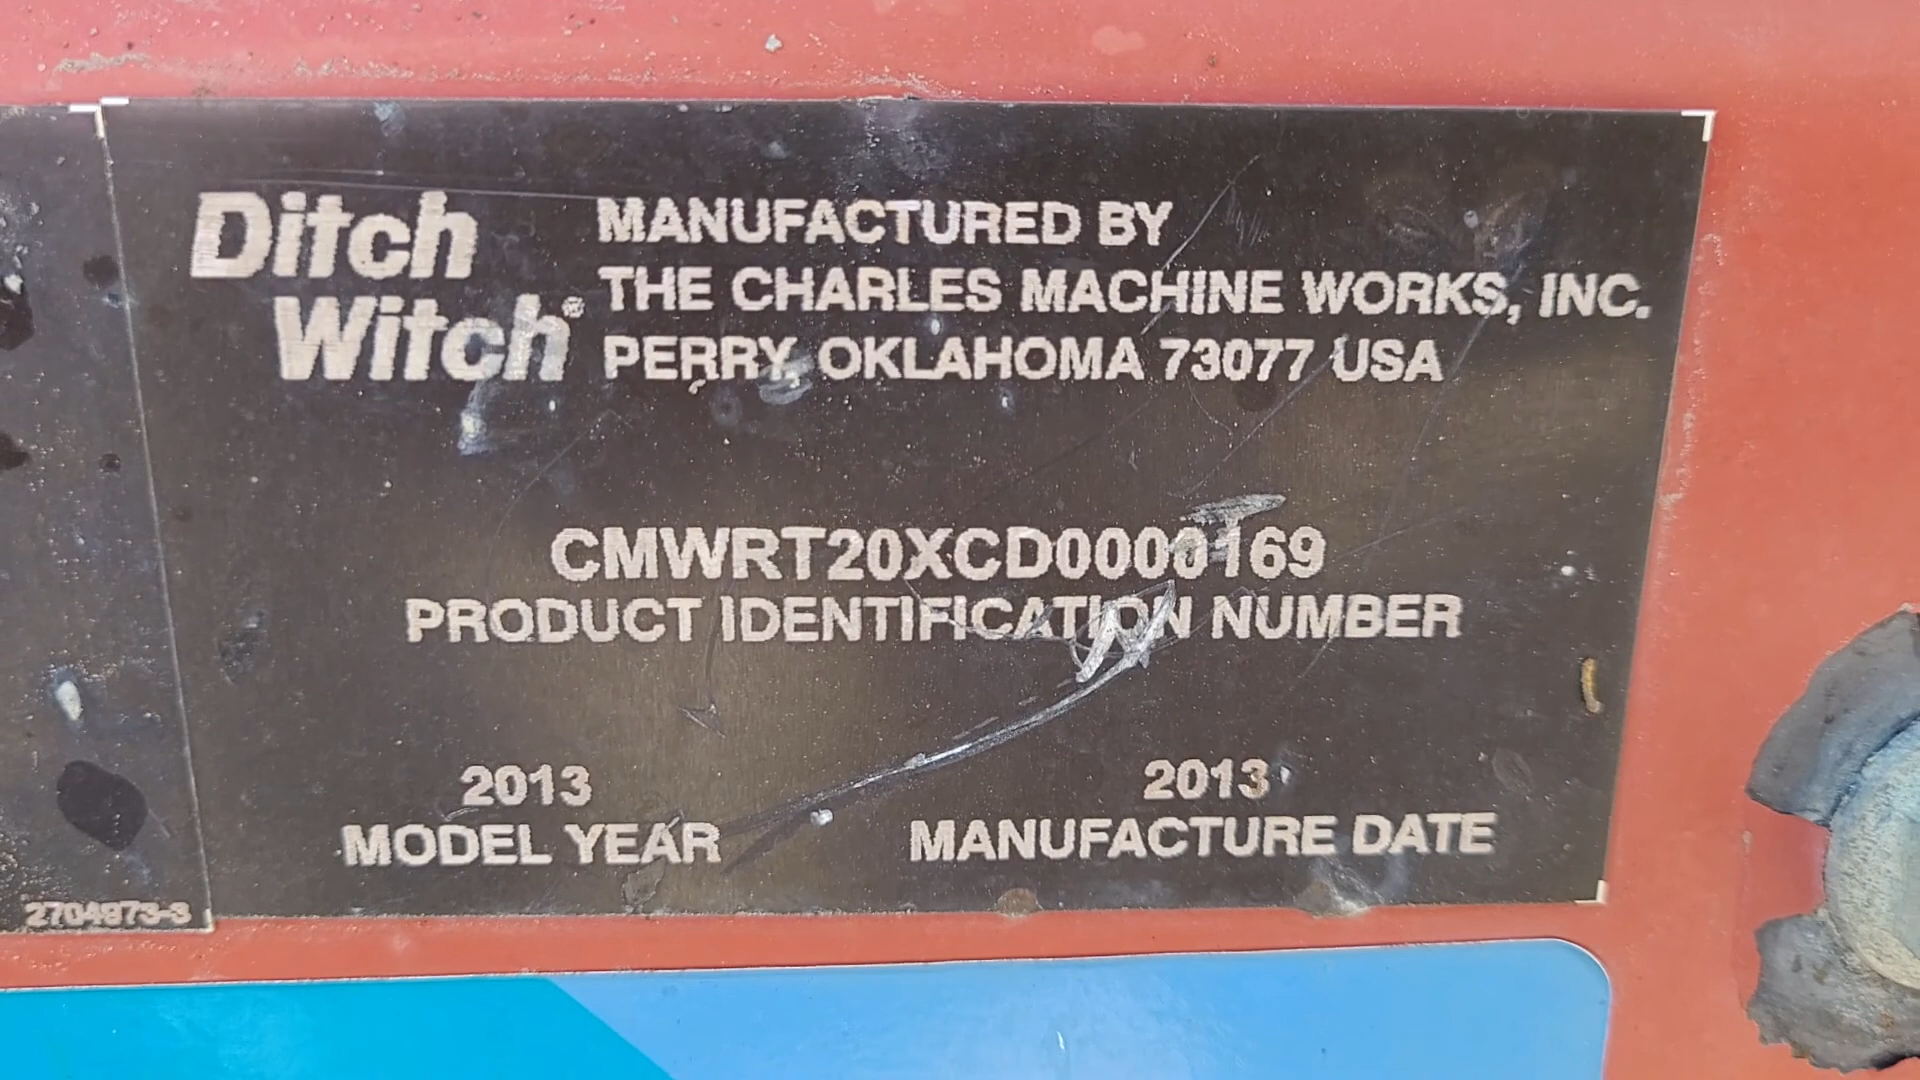 Ditch Witch®
MANUFACTURED BY
THE CHARLES MACHINE WORKS, INC.
PERRY, OKLAHOMA 73077 USA
CMWRT20XCD0000169
PRODUCT IDENTIFICATION NUMBER
2013
MODEL YEAR
2013
MANUFACTURE DATE
2704973-3